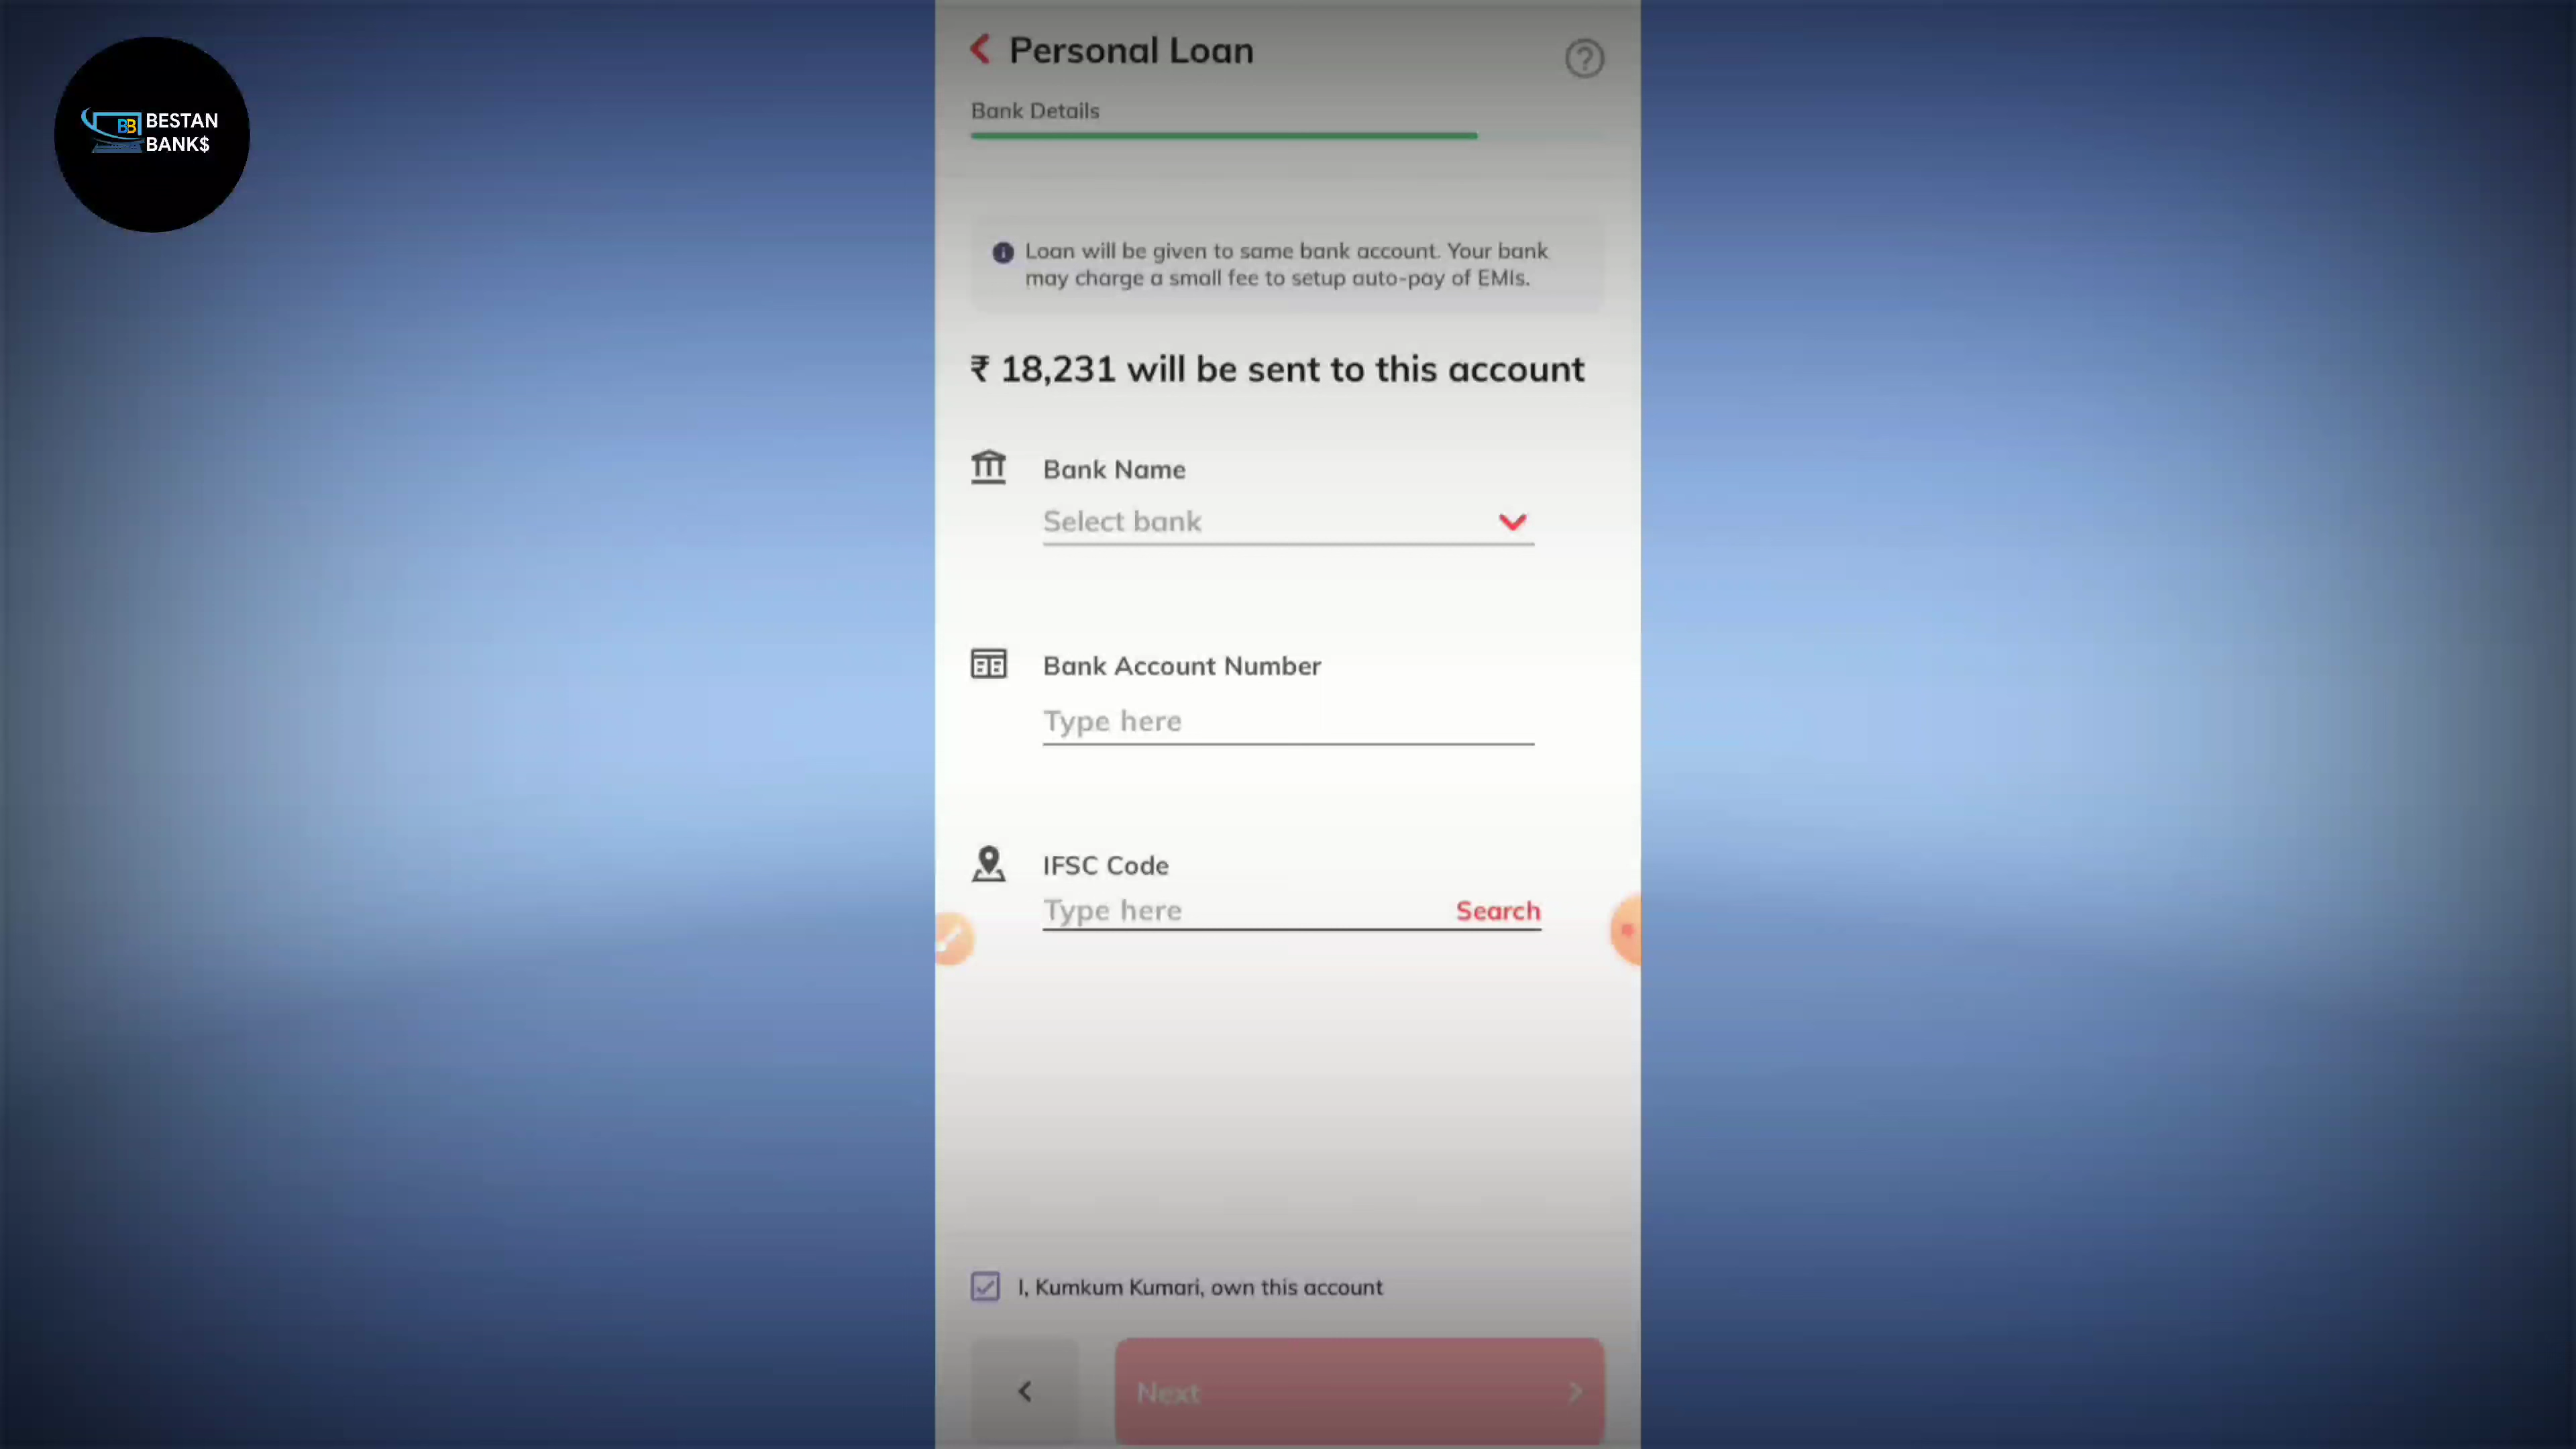 BB BESTAN
BANK$
Personal Loan
?
Bank Details
i Loan will be given to same bank account. Your bank
may charge a small fee to setup auto-pay of EMIs.
₹ 18,231 will be sent to this account
Bank Name
Select bank
Bank Account Number
Type here
IFSC Code
Type here Search
I, Kumkum Kumari, own this account
Next